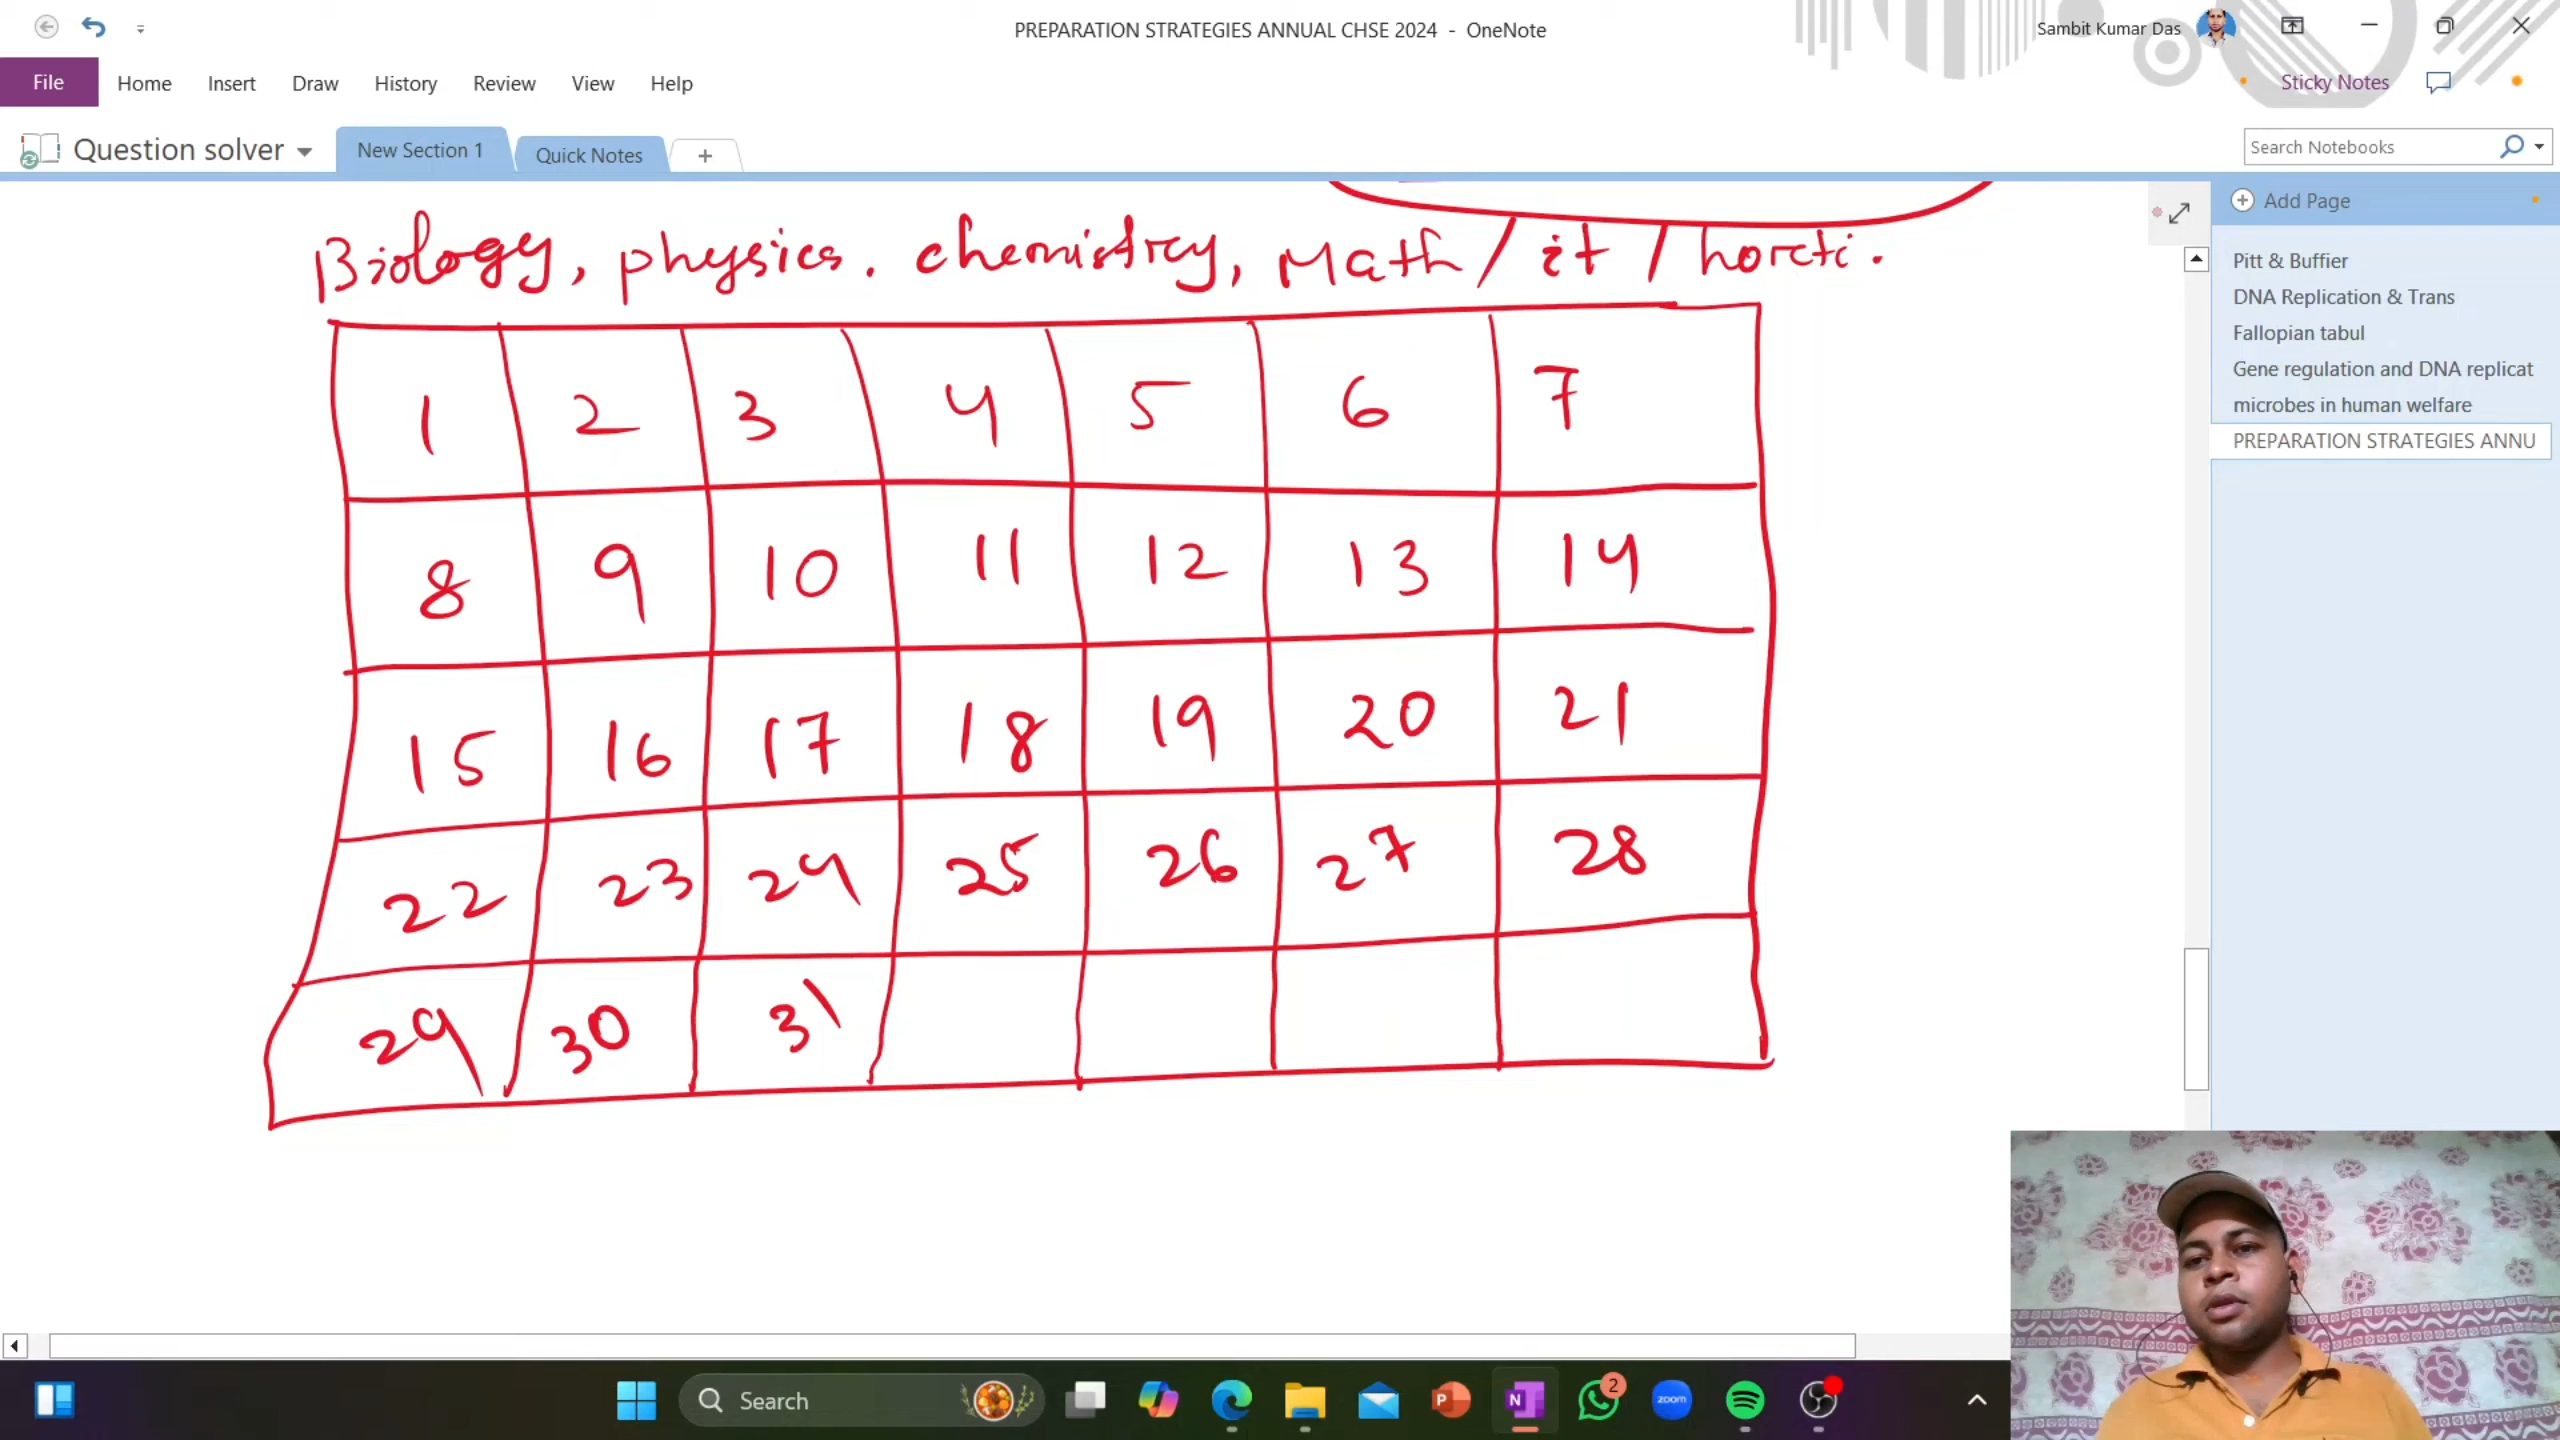 PREPARATION STRATEGIES ANNUAL CHSE 2024 - OneNote
Sambit Kumar Das
File Home Insert Draw History Review View Help
Sticky Notes
Question solver New Section 1 Quick Notes +
Search Notebooks
Add Page
Pitt & Buffier
DNA Replication & Trans
Fallopian tabul
Gene regulation and DNA replicat
microbes in human welfare
PREPARATION STRATEGIES ANNU
Biology, physics. chemistry, Math / it / horcti.
1 2 3 4 5 6 7
8 9 10 11 12 13 14
15 16 17 18 19 20 21
22 23 24 25 26 27 28
29 30 31
Search
P
N
2
zoom